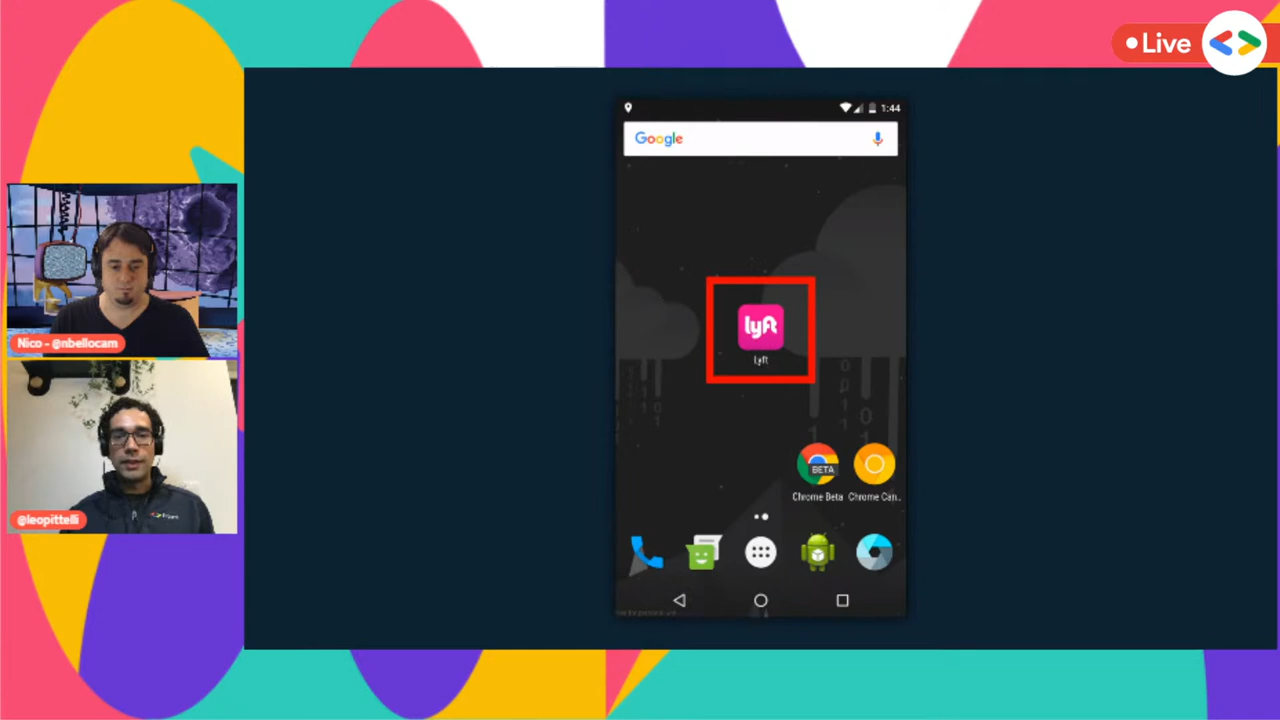 Live
1:44
Google
lyft
Lyft
BETA
Chrome Beta
Chrome Can..
Nico - @nbellocam
@leopittelli